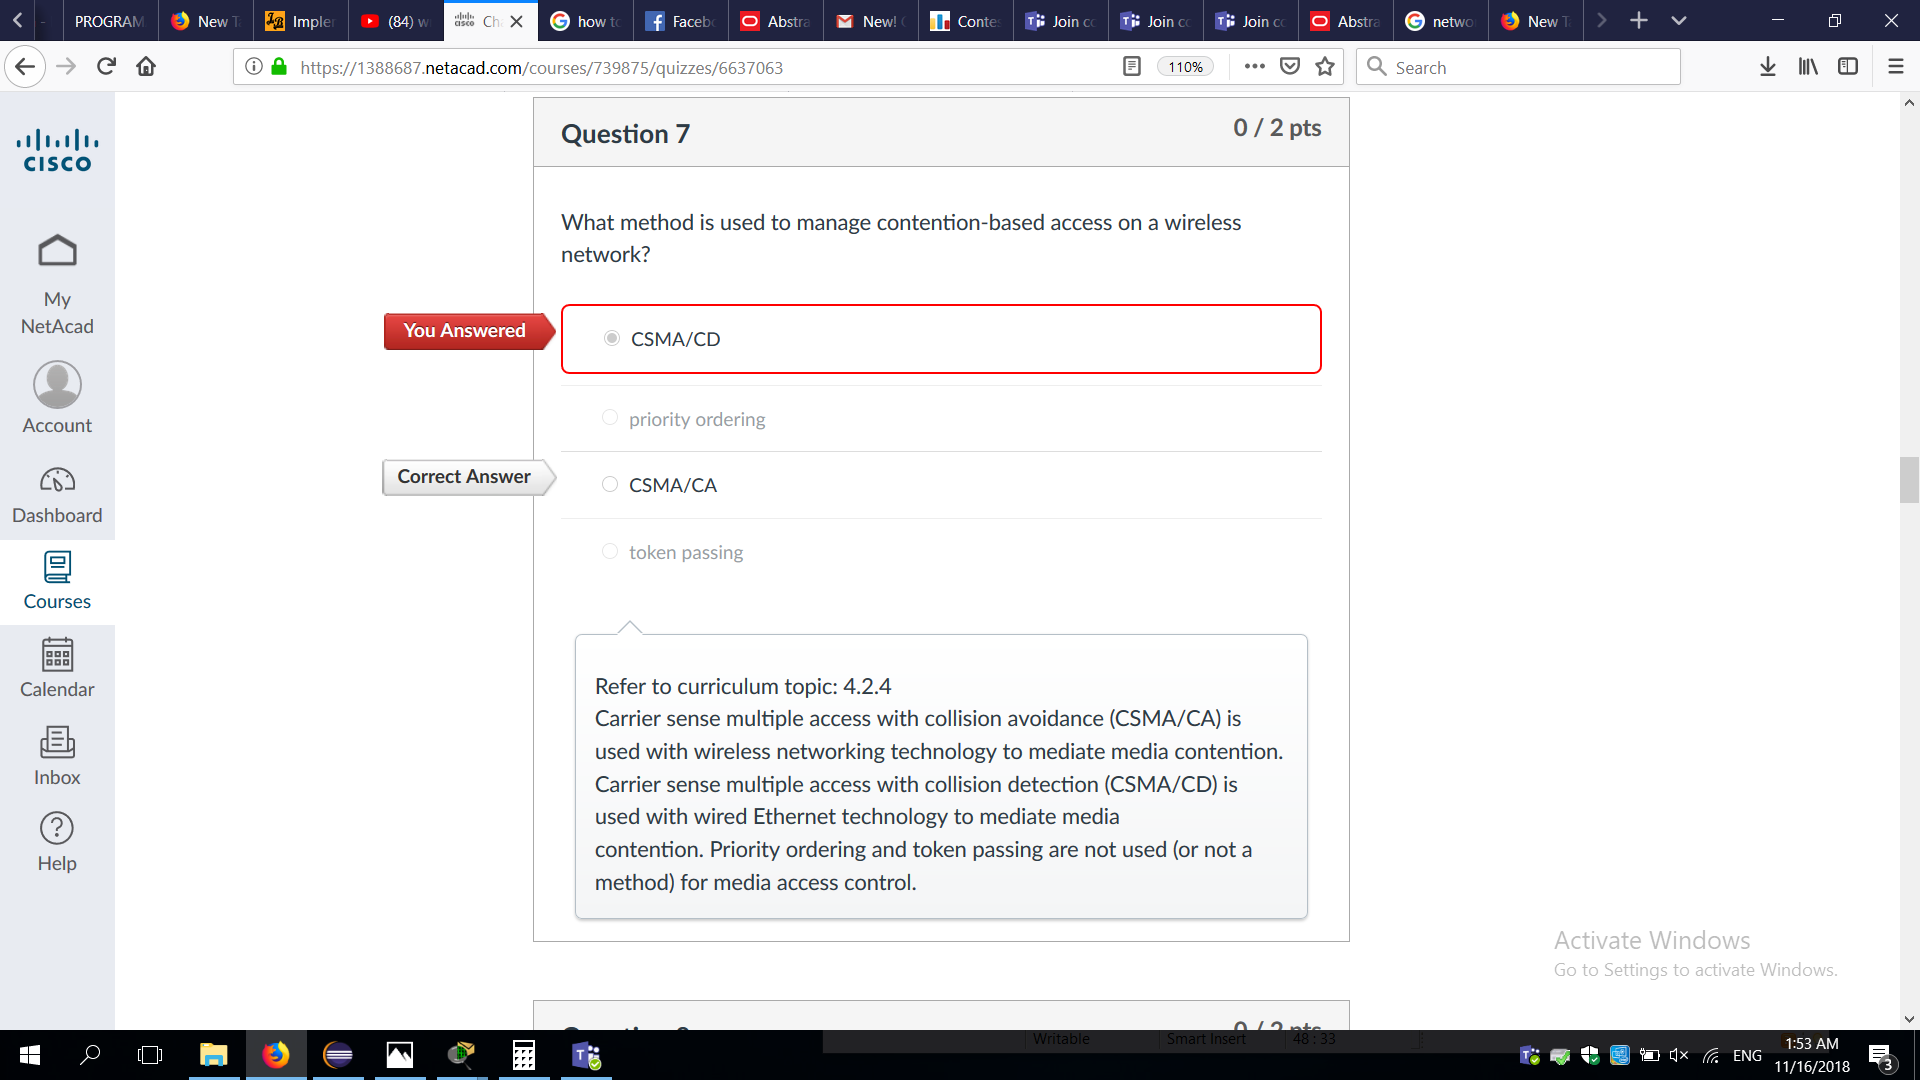 PROGRAM
New T
Imple
(84) w
Ch
how to
Facebo
Abstra
New!
Contes
Join co
Join co
Join co
Abstra
netwo
New T
https://1388687.netacad.com/courses/739875/quizzes/6637063
110%
Search
CISCO
My
NetAcad
Account
Dashboard
Courses
Calendar
Inbox
Help
Question 7
0 / 2 pts
What method is used to manage contention-based access on a wireless
network?
You Answered
CSMA/CD
priority ordering
Correct Answer
CSMA/CA
token passing
Refer to curriculum topic: 4.2.4
Carrier sense multiple access with collision avoidance (CSMA/CA) is
used with wireless networking technology to mediate media contention.
Carrier sense multiple access with collision detection (CSMA/CD) is
used with wired Ethernet technology to mediate media
contention. Priority ordering and token passing are not used (or not a
method) for media access control.
Activate Windows
Go to Settings to activate Windows.
Writable
Smart Insert
48 : 33
ENG
1:53 AM
11/16/2018
3